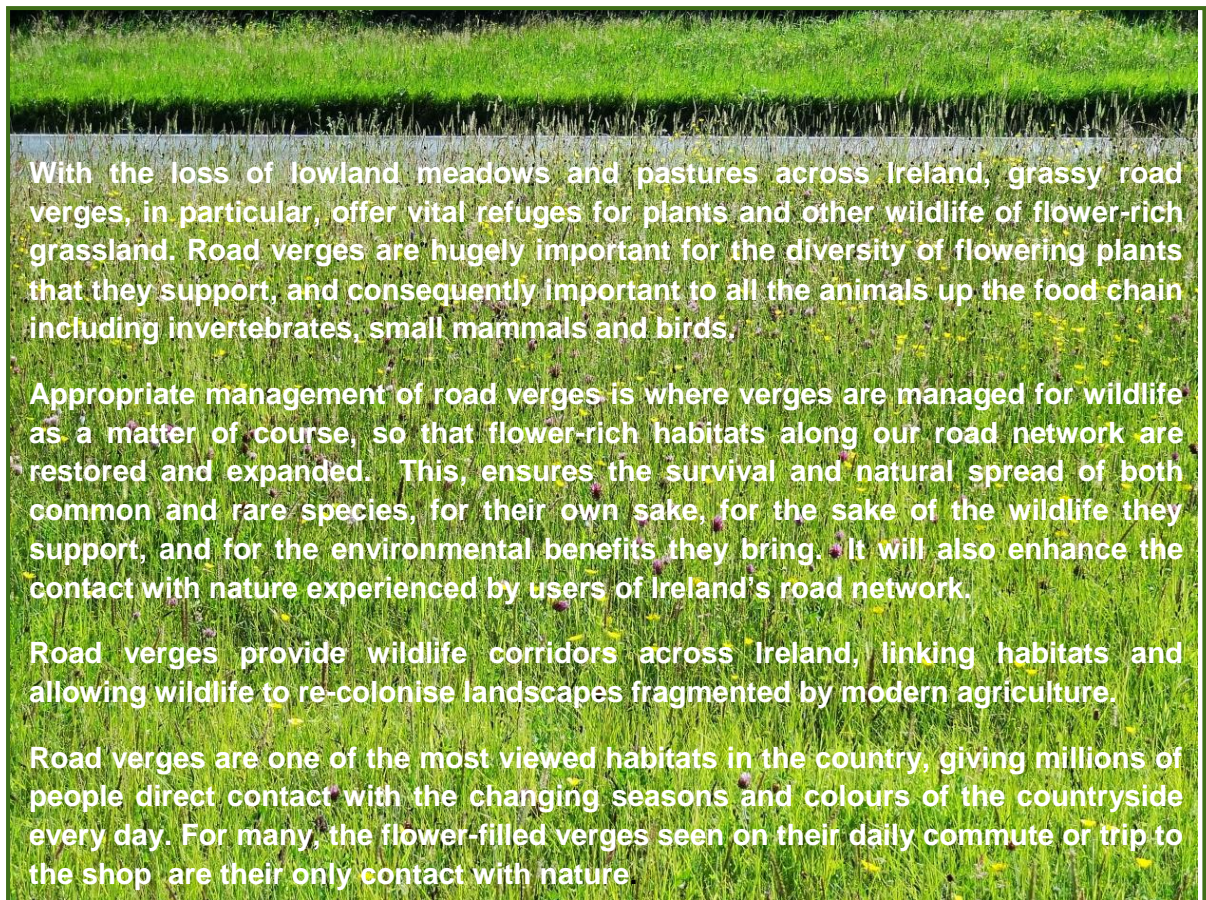 With the loss of lowland meadows and pastures across Ireland, grassy road
verges, in particular, offer vital refuges for plants and other wildlife of flower-rich
grassland. Road verges are hugely important for the diversity of flowering plants
that they support, and consequently important to all the animals up the food chain
including invertebrates, small mammals and birds.
Appropriate management of road verges is where verges are managed for wildlife
as a matter of course, so that flower-rich habitats along our road network are
restored and expanded.  This, ensures the survival and natural spread of both
common and rare species, for their own sake, for the sake of the wildlife they
support, and for the environmental benefits they bring.  It will also enhance the
contact with nature experienced by users of Ireland’s road network.
Road verges provide wildlife corridors across Ireland, linking habitats and
allowing wildlife to re-colonise landscapes fragmented by modern agriculture.
Road verges are one of the most viewed habitats in the country, giving millions of
people direct contact with the changing seasons and colours of the countryside
every day. For many, the flower-filled verges seen on their daily commute or trip to
the shop  are their only contact with nature.